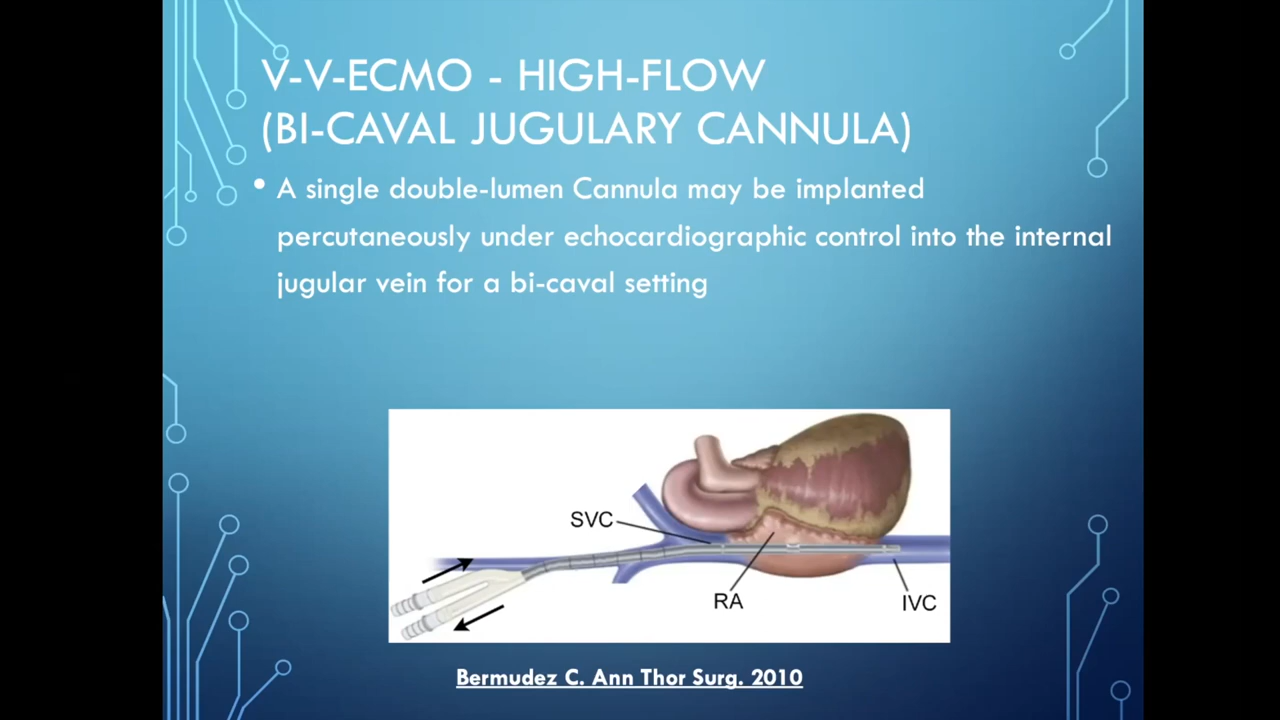 V-V-ECMO - HIGH-FLOW
(BI-CAVAL JUGULARY CANNULA)
• A single double-lumen Cannula may be implanted
percutaneously under echocardiographic control into the internal
jugular vein for a bi-caval setting
SVC
RA
IVC
Bermudez C. Ann Thor Surg. 2010